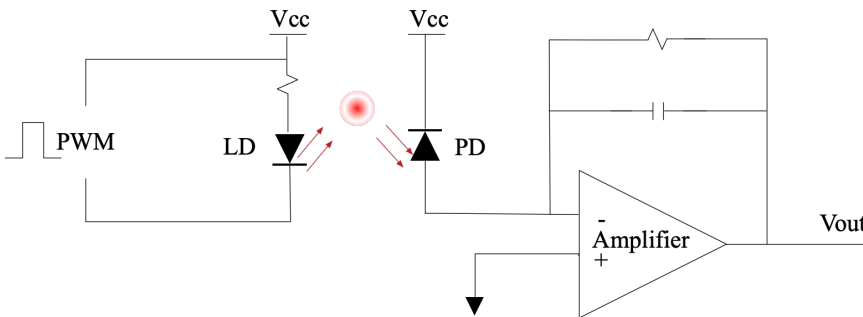 Vcc
Vcc
PWM
LD
PD
-
Amplifier
+
Vout